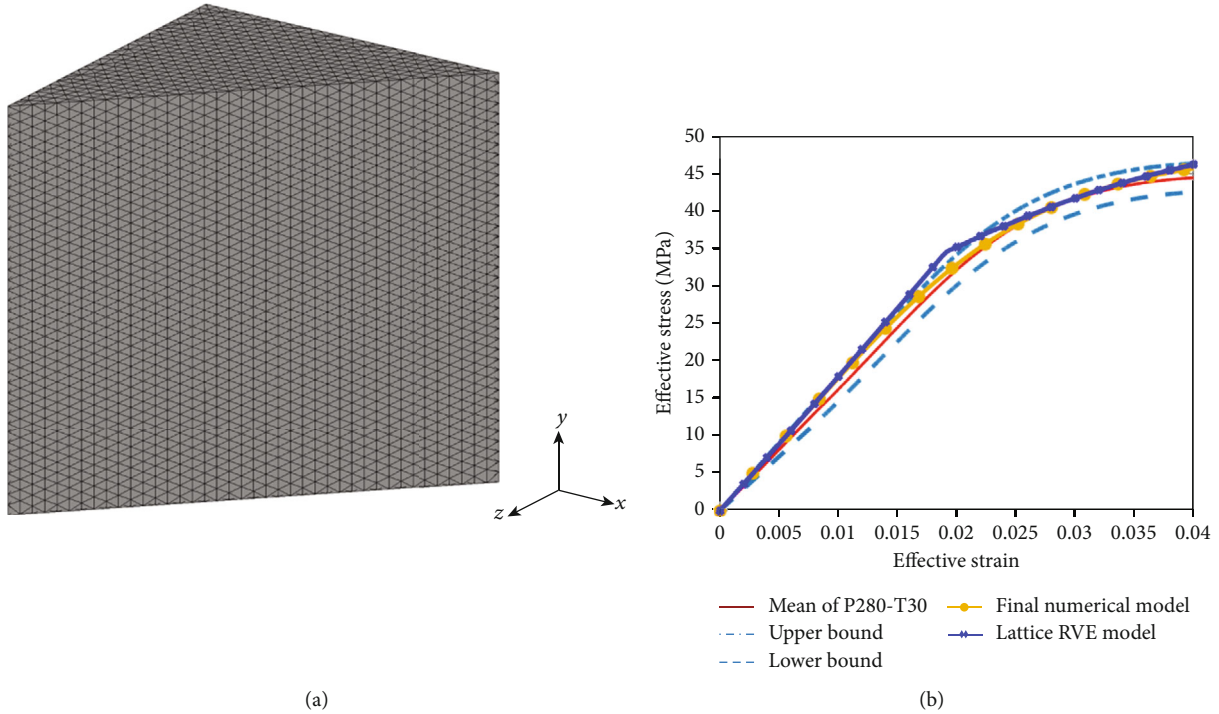 y
z
x
50
45
40
35
30
25
20
15
10
5
0
Effective stress (MPa)
0 0.005 0.01 0.015 0.02 0.025 0.03 0.035 0.04
Effective strain
Mean of P280-T30
Upper bound
Lower bound
Final numerical model
Lattice RVE model
(a)
(b)